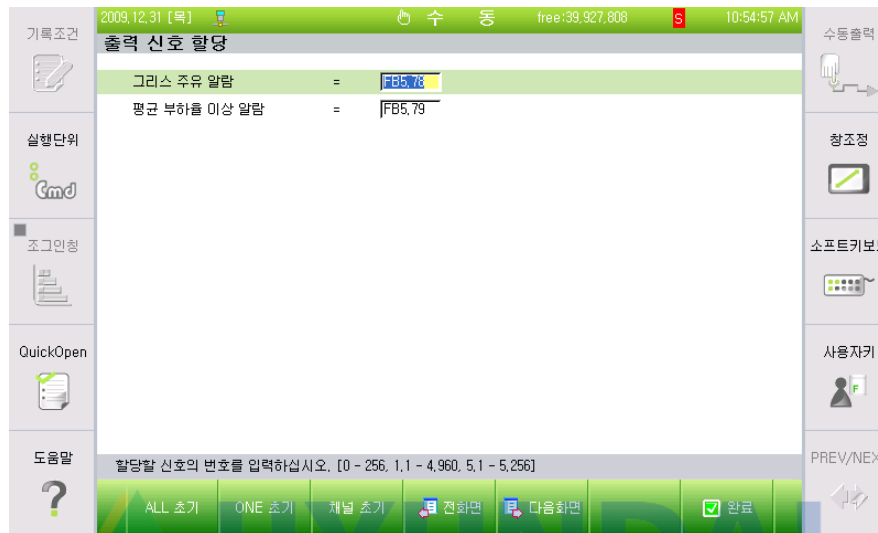 2009,12,31 [목] 수 동 free:39,927,808 S 10:54:57 AM
출력 신호 할당
그리스 주유 알람 = FB5,78
평균 부하율 이상 알람 = FB5,79
기록조건
실행단위
Cmd
조그인칭
QuickOpen
도움말
?
수동출력
창조정
소프트키보
사용자키
F
PREV/NEX
할당할 신호의 번호를 입력하십시오. [0 - 256, 1,1 - 4,960, 5,1 - 5,256]
ALL 초기 ONE 초기 채널 초기 전화면 다음화면 완료
HYUNDAI